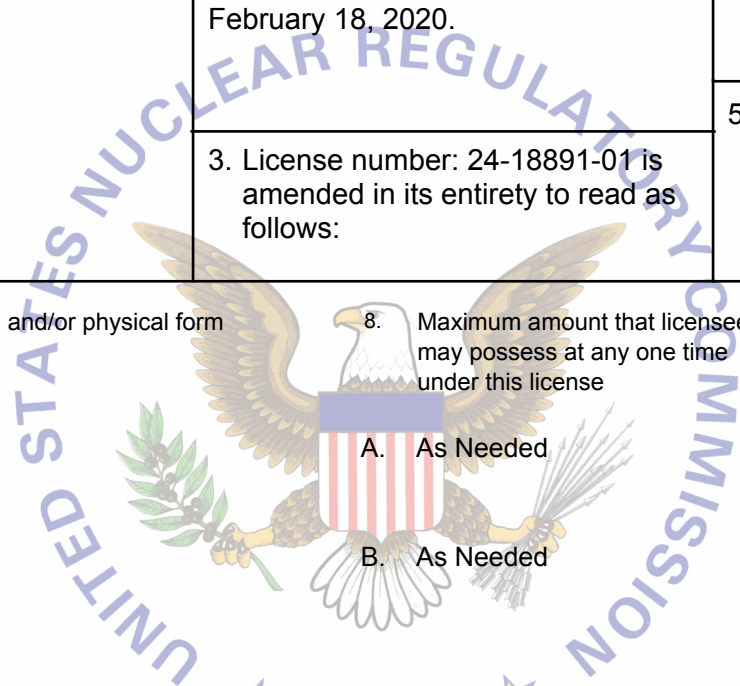 February 18, 2020.
5
3. License number: 24-18891-01 is
amended in its entirety to read as
follows:
and/or physical form
8. Maximum amount that licensee
may possess at any one time
under this license
A. As Needed
B. As Needed
UNITED STATES NUCLEAR REGULATORY COMMISSION